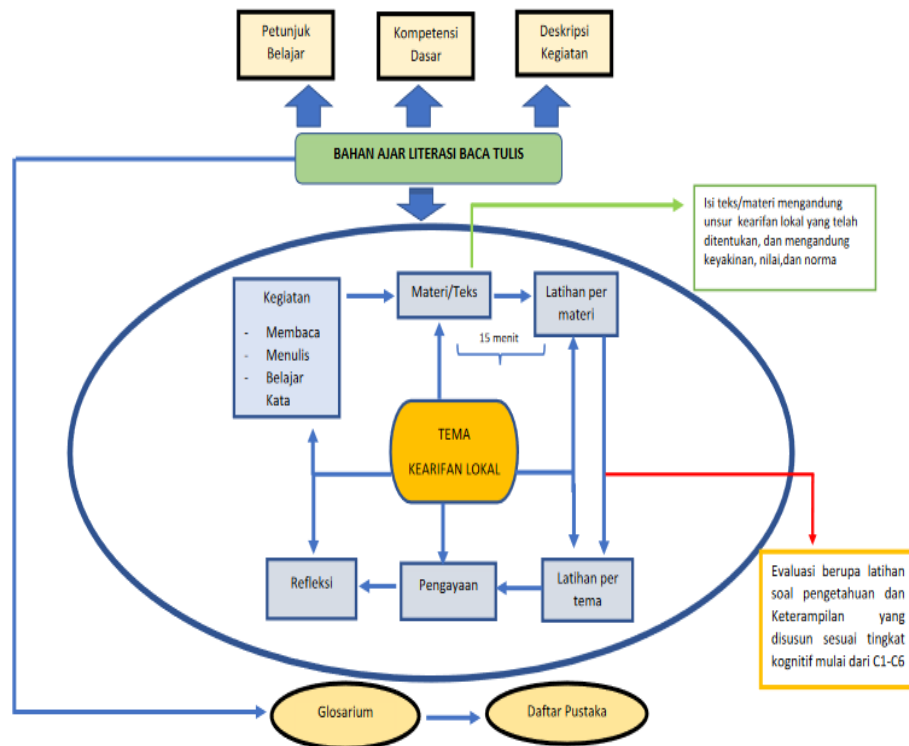 Petunjuk
Belajar
Kompetensi
Dasar
Deskripsi
Kegiatan
BAHAN AJAR LITERASI BACA TULIS
Isi teks/materi mengandung
unsur kearifan lokal yang telah
ditentukan, dan mengandung
keyakinan, nilai,dan norma
Kegiatan
- Membaca
- Menulis
- Belajar
Kata
Materi/Teks
Latihan per
materi
15 menit
TEMA
KEARIFAN LOKAL
Refleksi
Pengayaan
Latihan per
tema
Evaluasi berupa latihan
soal pengetahuan dan
Keterampilan yang
disusun sesuai tingkat
kognitif mulai dari C1-C6
Glosarium
Daftar Pustaka